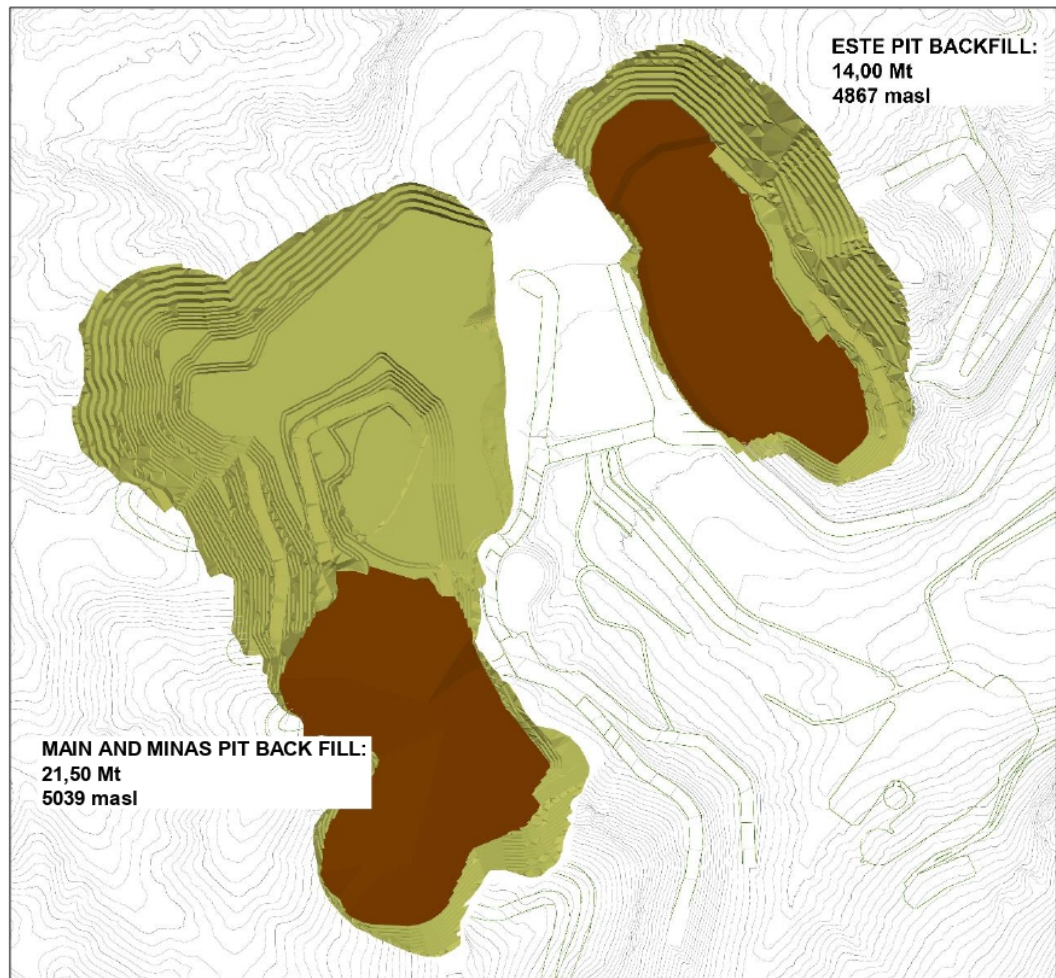 ESTE PIT BACKFILL:
14,00 Mt
4867 masl
MAIN AND MINAS PIT BACK FILL:
21,50 Mt
5039 masl